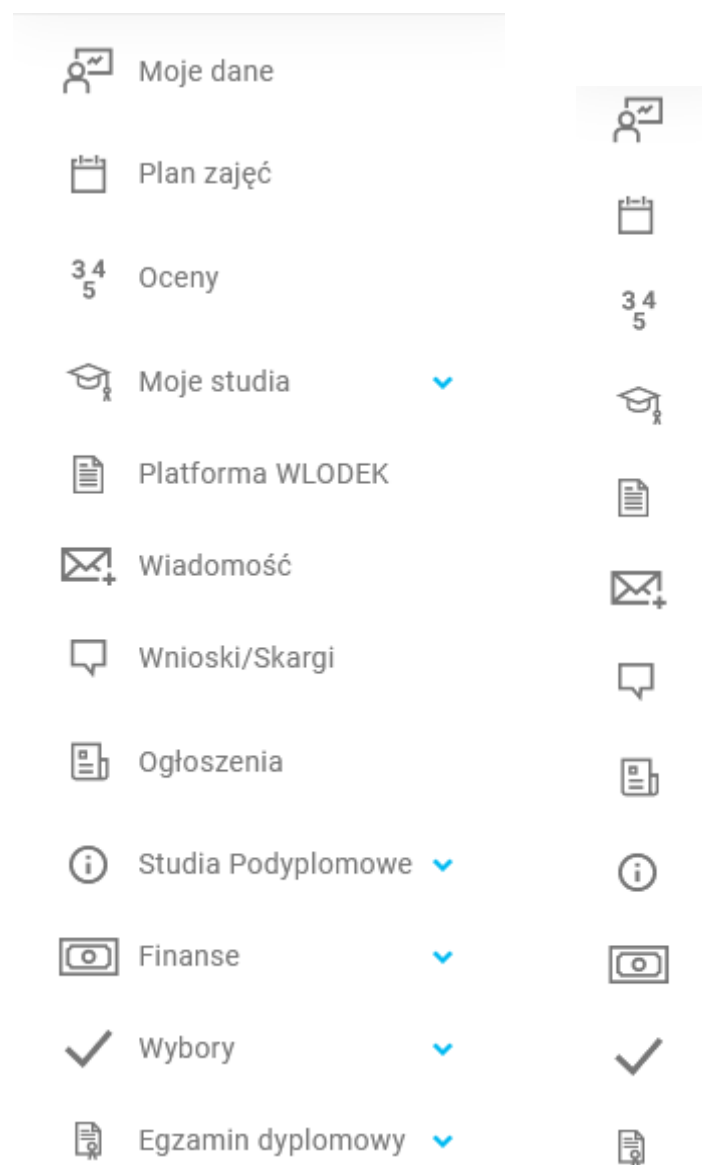 Moje dane
Plan zajęć
3 4
5
Oceny
Moje studia
Platforma WLODEK
Wiadomość
Wnioski/Skargi
Ogłoszenia
Studia Podyplomowe
Finanse
Wybory
Egzamin dyplomowy
3 4
5